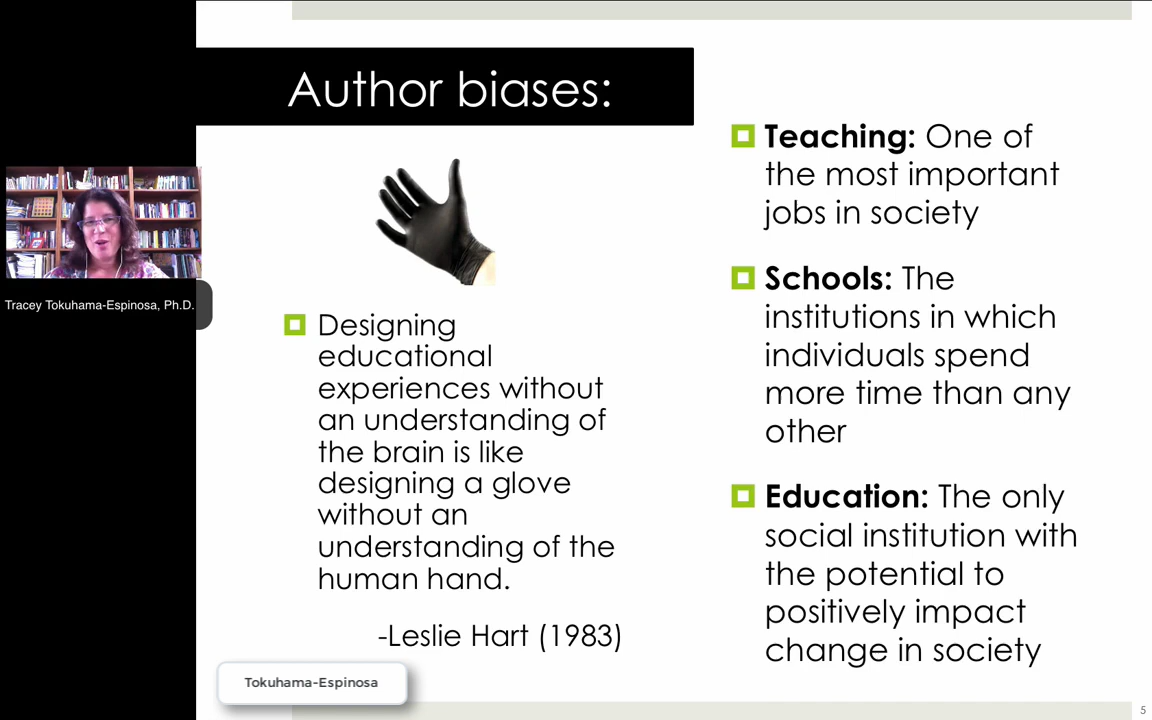 Author biases:
Tracey Tokuhama-Espinosa, Ph.D.
Designing
educational
experiences without
an understanding of
the brain is like
designing a glove
without an
understanding of the
human hand.
-Leslie Hart (1983)
Tokuhama-Espinosa
Teaching: One of
the most important
jobs in society
Schools: The
institutions in which
individuals spend
more time than any
other
Education: The only
social institution with
the potential to
positively impact
change in society
5